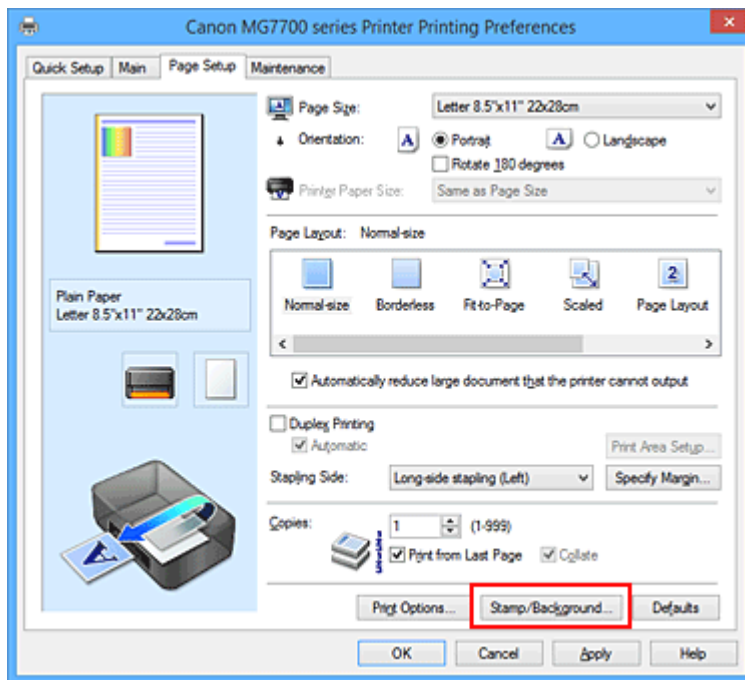 Canon MG7700 series Printer Printing Preferences
Quick Setup Main Page Setup Maintenance
Page Size: Letter 8.5"x11" 22x28cm
Orientation: A Portrait A Landscape
Rotate 180 degrees
Printer Paper Size: Same as Page Size
Page Layout: Normal-size
Plain Paper
Letter 8.5"x11" 22x28cm
2
Normal-size Borderless Fit-to-Page Scaled Page Layout
Automatically reduce large document that the printer cannot output
Duplex Printing
Automatic Print Area Setup...
Stapling Side: Long-side stapling (Left) Specify Margin...
Copies: 1 (1-999)
Print from Last Page Collate
A
Print Options... Stamp/Background... Defaults
OK Cancel Apply Help